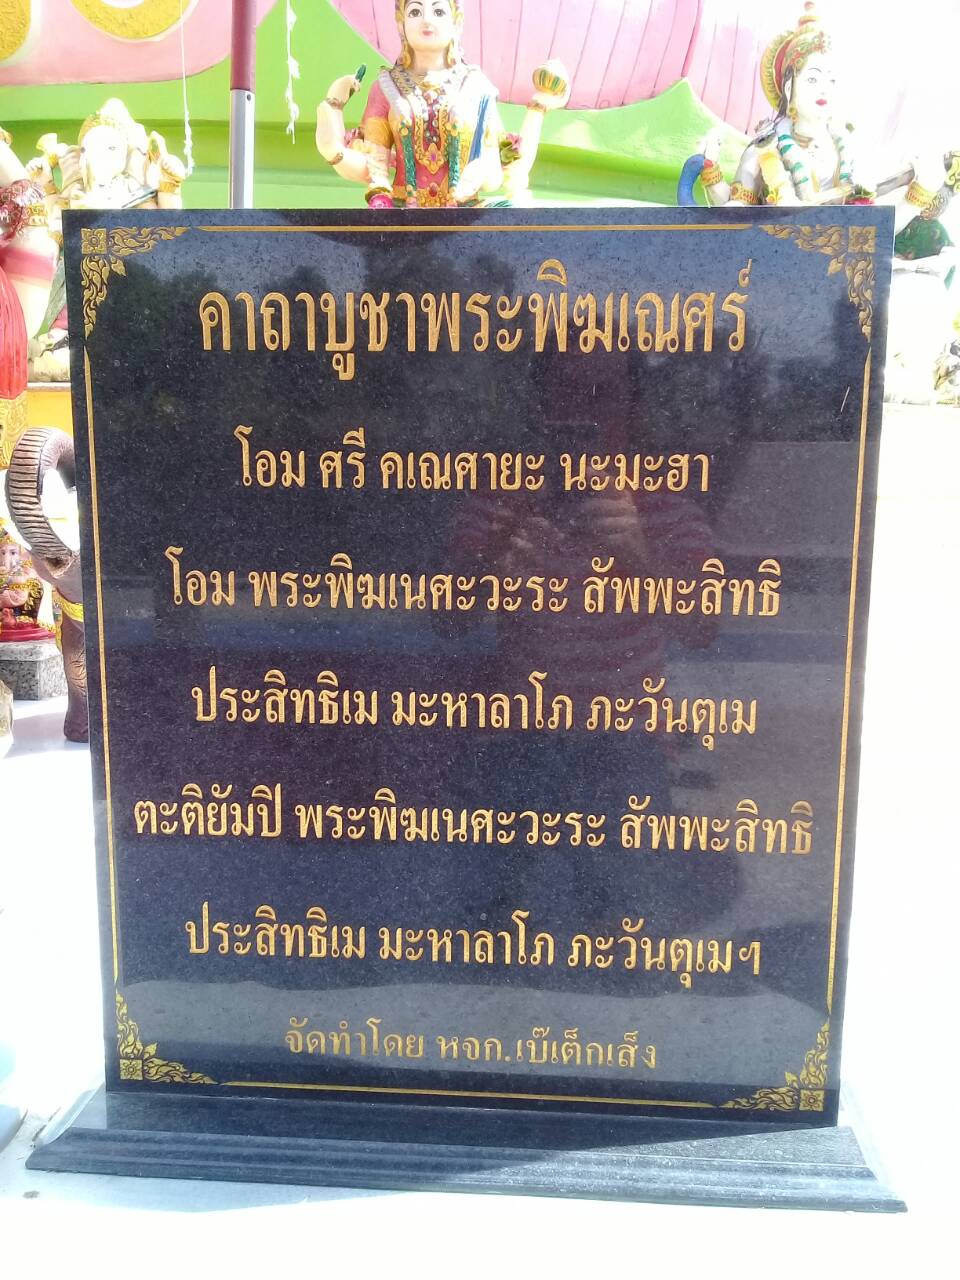 คาถาบูชาพระพิฆเณศร์
โอม ศรี คเณศายะ นะมะฮา
โอม พระพิฆเนศะวะระ สัพพะสิทธิ
ประสิทธิเม มะหาลาโภ ภะวันตุเม
ตะติยัมปิ พระพิฆเนศะวะระ สัพพะสิทธิ
ประสิทธิเม มะหาลาโภ ภะวันตุเมฯ
จัดทำโดย หจก.เบ๊เต็กเส็ง